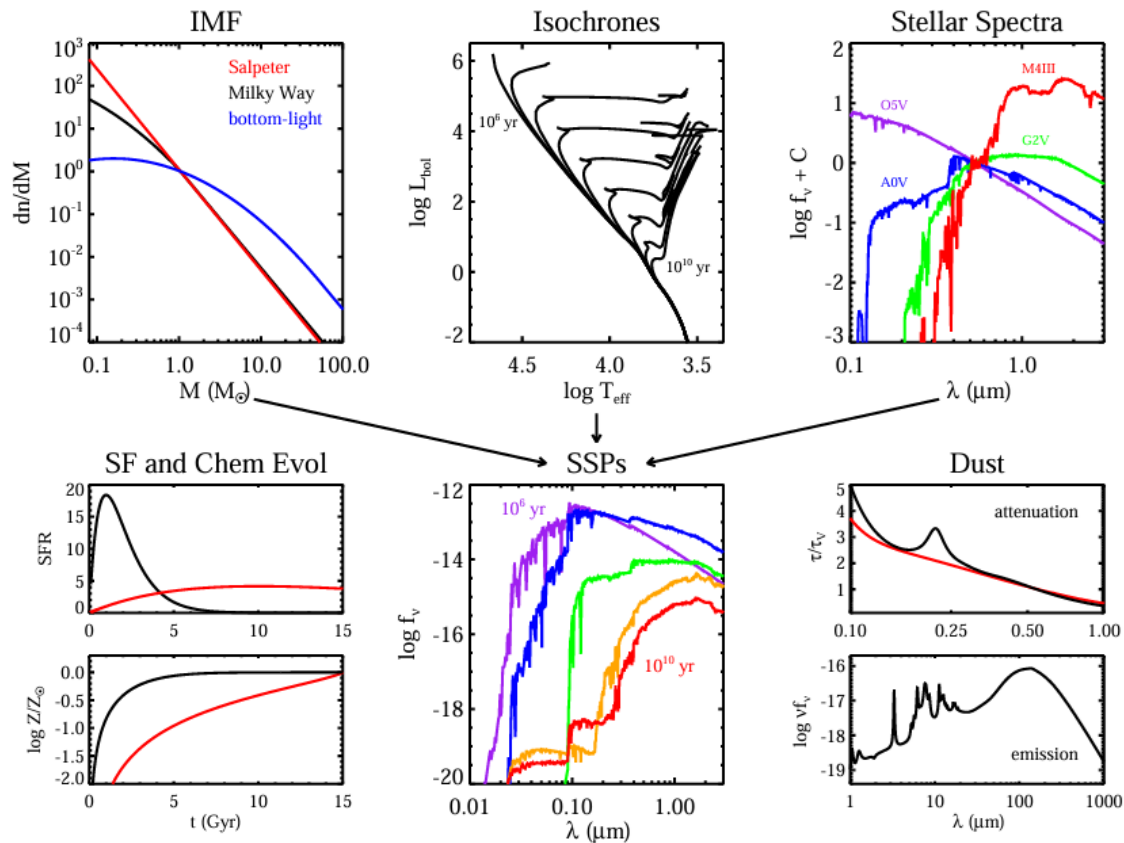 IMF
Isochrones
Stellar Spectra
10³
10²
10¹
10⁰
10⁻¹
10⁻²
10⁻³
10⁻⁴
dn/dM
Salpeter
Milky Way
bottom-light
0.1 1.0 10.0 100.0
M (M☉)
6
4
2
0
-2
log L_bol
10⁶ yr
10¹⁰ yr
4.5 4.0 3.5
log T_eff
2
1
0
-1
-2
-3
log f_ν + C
M4III
O5V
G2V
A0V
0.1 1.0
λ (μm)
SF and Chem Evol
SSPs
Dust
20
15
10
5
0
SFR
0 5 10 15
0.0
-0.5
-1.0
-1.5
-2.0
log Z/Z☉
0 5 10 15
t (Gyr)
-12
-14
-16
-18
-20
log f_ν
10⁶ yr
10¹⁰ yr
0.01 0.10 1.00
λ (μm)
5
4
3
2
1
τ/τ_V
attenuation
0.10 0.25 0.50 1.00
-16
-17
-18
-19
log νf_ν
emission
1 10 100 1000
λ (μm)